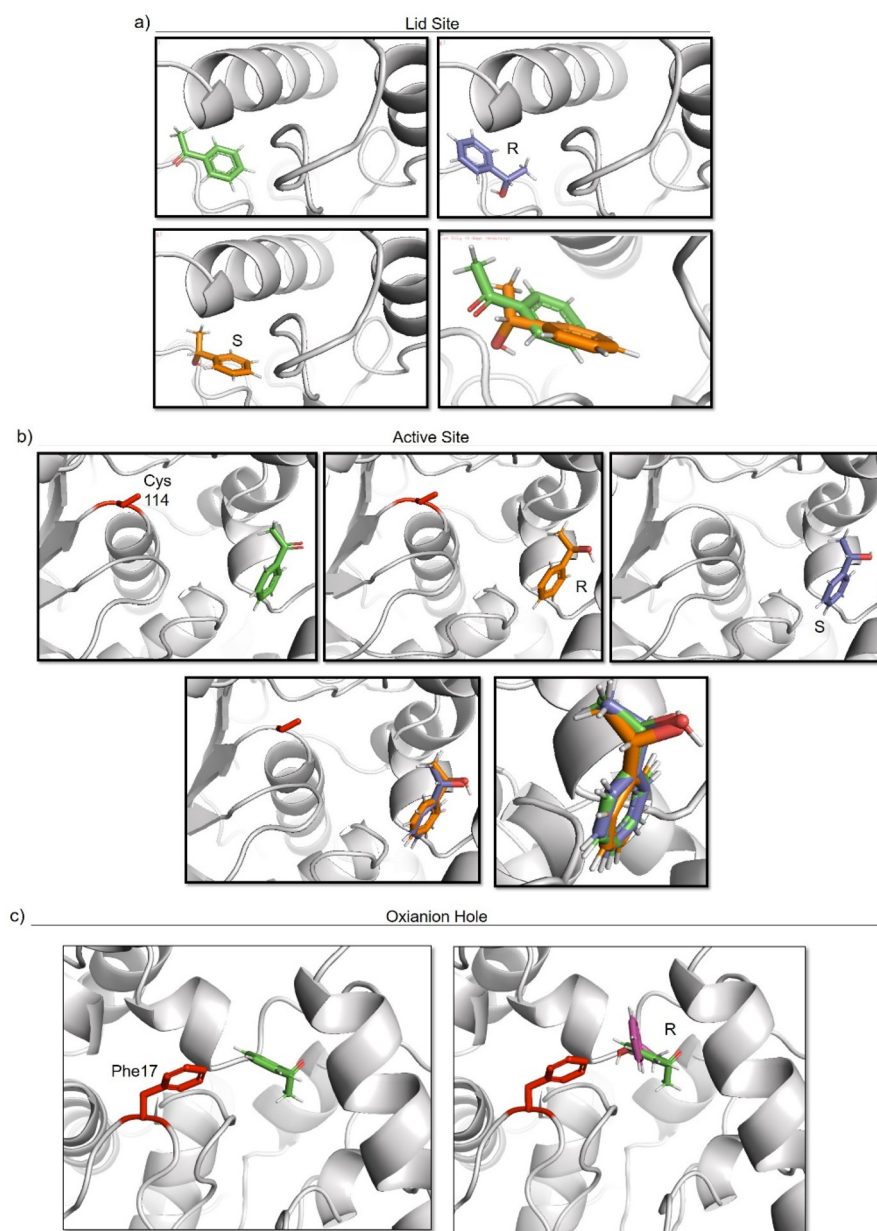 a)
Lid Site
R
S
b)
Active Site
Cys
114
R
S
c)
Oxianion Hole
Phe17
R